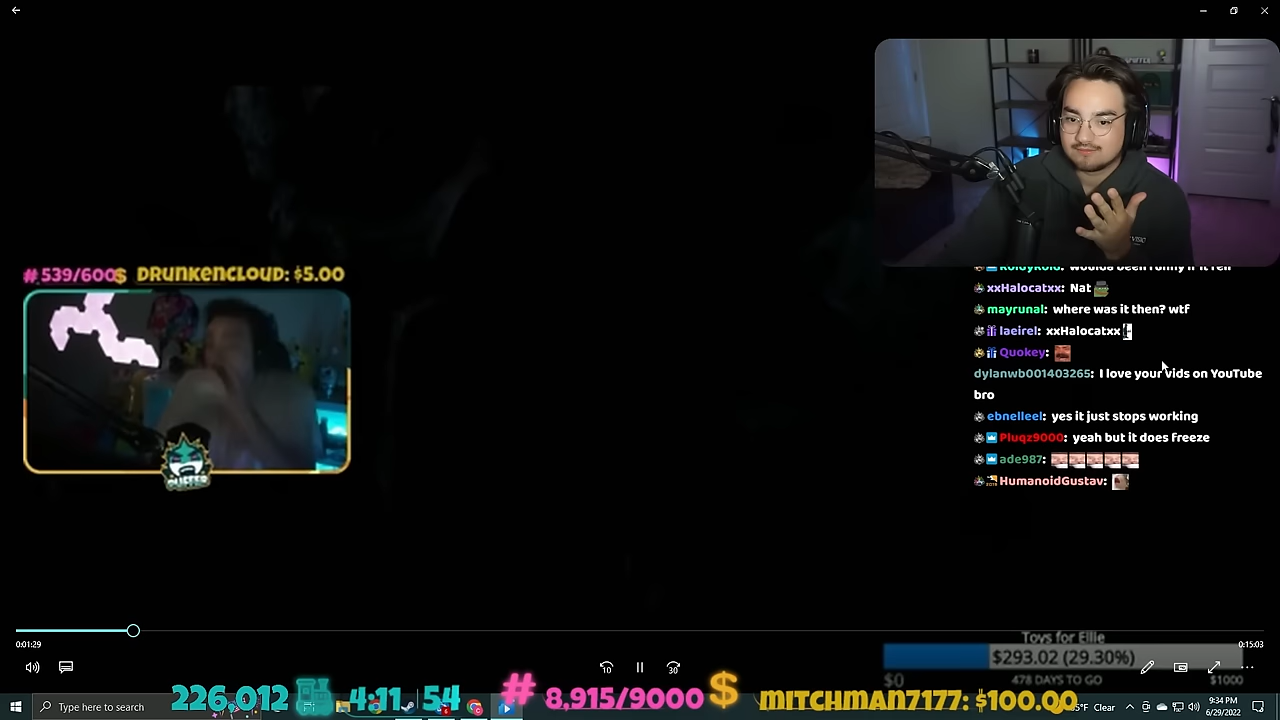 #539/600$ DRUNKENCLOUD: $5.00
PUFFER
xxHalocatxx: Nat
mayrunal: where was it then? wtf
laeirel: xxHalocatxx
Quokey:
dylanwb001403265: I love your vids on YouTube
bro
ebnelleel: yes it just stops working
Pluqz9000: yeah but it does freeze
ade987:
HumanoidGustav:
0:01:29
0:15:03
10
30
Toys for Ellie
$293.02 (29.30%)
$0
478 DAYS TO GO
$1000
226,012
4:11
54
# 8,915/9000 $
MITCHMAN7177: $100.00
Type here to search
°F Clear
9:34 PM
6/29/2022